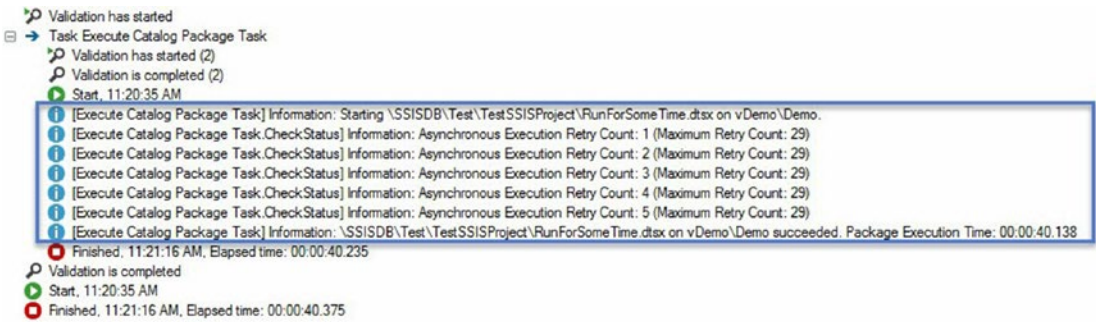 Validation has started
Task Execute Catalog Package Task
Validation has started (2)
Validation is completed (2)
Start, 11:20:35 AM
[Execute Catalog Package Task] Information: Starting \SSISDB\Test\TestSSISProject\RunForSomeTime.dtsx on vDemo\Demo.
[Execute Catalog Package Task.CheckStatus] Information: Asynchronous Execution Retry Count: 1 (Maximum Retry Count: 29)
[Execute Catalog Package Task.CheckStatus] Information: Asynchronous Execution Retry Count: 2 (Maximum Retry Count: 29)
[Execute Catalog Package Task.CheckStatus] Information: Asynchronous Execution Retry Count: 3 (Maximum Retry Count: 29)
[Execute Catalog Package Task.CheckStatus] Information: Asynchronous Execution Retry Count: 4 (Maximum Retry Count: 29)
[Execute Catalog Package Task.CheckStatus] Information: Asynchronous Execution Retry Count: 5 (Maximum Retry Count: 29)
[Execute Catalog Package Task] Information: \SSISDB\Test\TestSSISProject\RunForSomeTime.dtsx on vDemo\Demo succeeded. Package Execution Time: 00:00:40.138
Finished, 11:21:16 AM, Elapsed time: 00:00:40.235
Validation is completed
Start, 11:20:35 AM
Finished, 11:21:16 AM, Elapsed time: 00:00:40.375